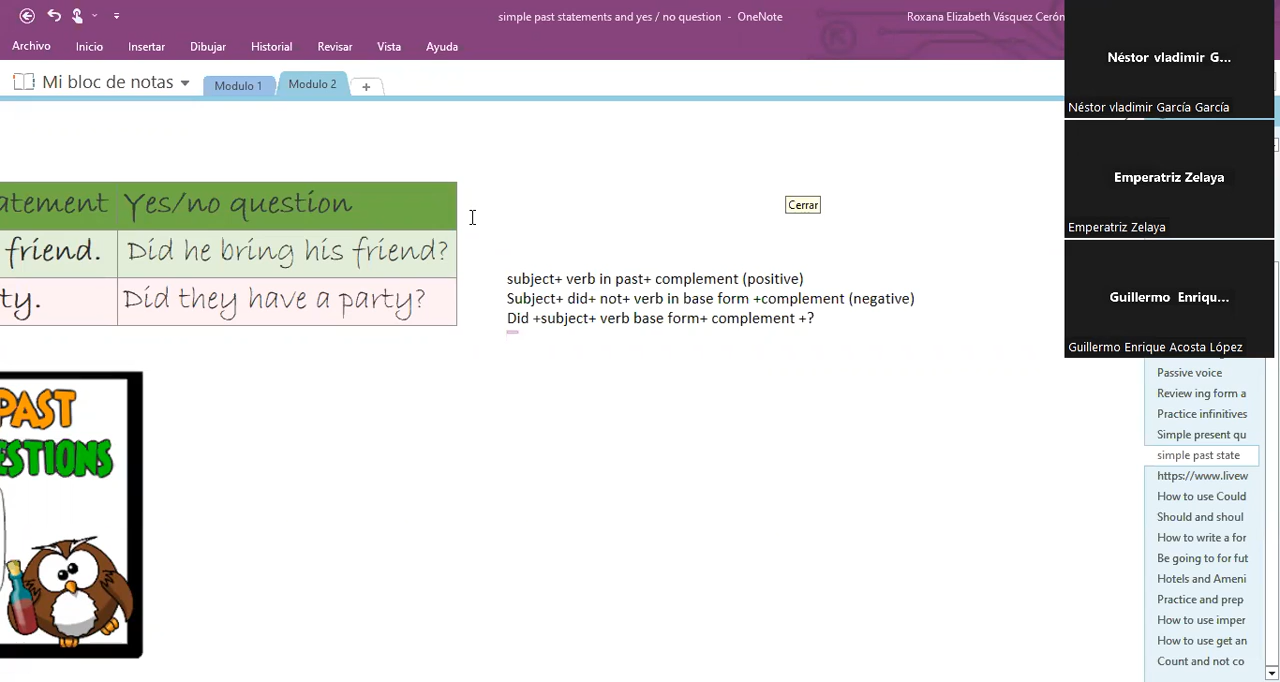 simple past statements and yes / no question - OneNote
Roxana Elizabeth Vásquez Cerón
Archivo Inicio Insertar Dibujar Historial Revisar Vista Ayuda
Mi bloc de notas
Modulo 1
Modulo 2
+
Néstor vladimir G...
Néstor vladimir García García
Emperatriz Zelaya
Emperatriz Zelaya
Guillermo Enriqu...
Guillermo Enrique Acosta López
atement Yes/no question
friend. Did he bring his friend?
ty. Did they have a party?
Cerrar
subject+ verb in past+ complement (positive)
Subject+ did+ not+ verb in base form +complement (negative)
Did +subject+ verb base form+ complement +?
PAST
ESTIONS
Passive voice
Review ing form a
Practice infinitives
Simple present qu
simple past state
https://www.livew
How to use Could
Should and shoul
How to write a for
Be going to for fut
Hotels and Ameni
Practice and prep
How to use imper
How to use get an
Count and not co